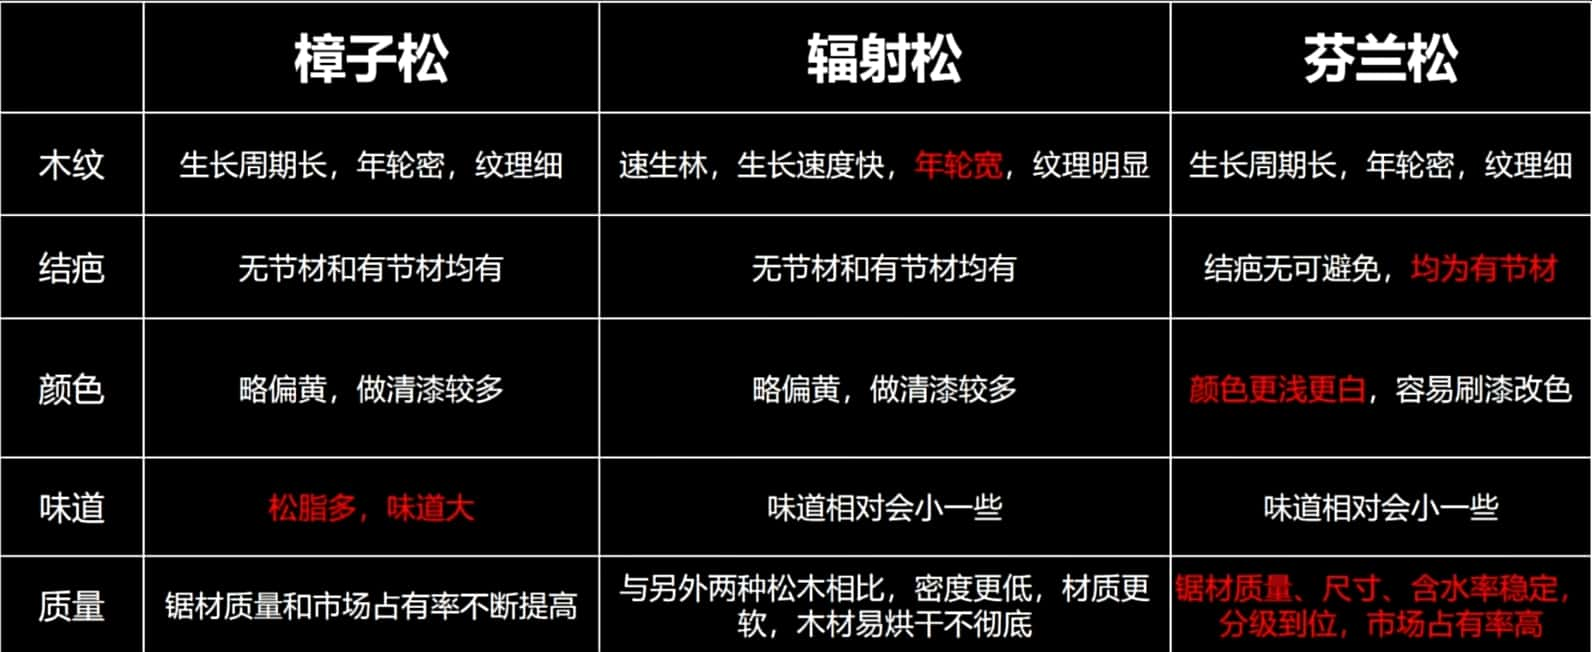 樟子松 辐射松 芬兰松
木纹 生长周期长，年轮密，纹理细 速生林，生长速度快，年轮宽，纹理明显 生长周期长，年轮密，纹理细
结疤 无节材和有节材均有 无节材和有节材均有 结疤无可避免，均为有节材
颜色 略偏黄，做清漆较多 略偏黄，做清漆较多 颜色更浅更白，容易刷漆改色
味道 松脂多，味道大 味道相对会小一些 味道相对会小一些
质量 锯材质量和市场占有率不断提高 与另外两种松木相比，密度更低，材质更
软，木材易烘干不彻底 锯材质量、尺寸、含水率稳定，
分级到位，市场占有率高